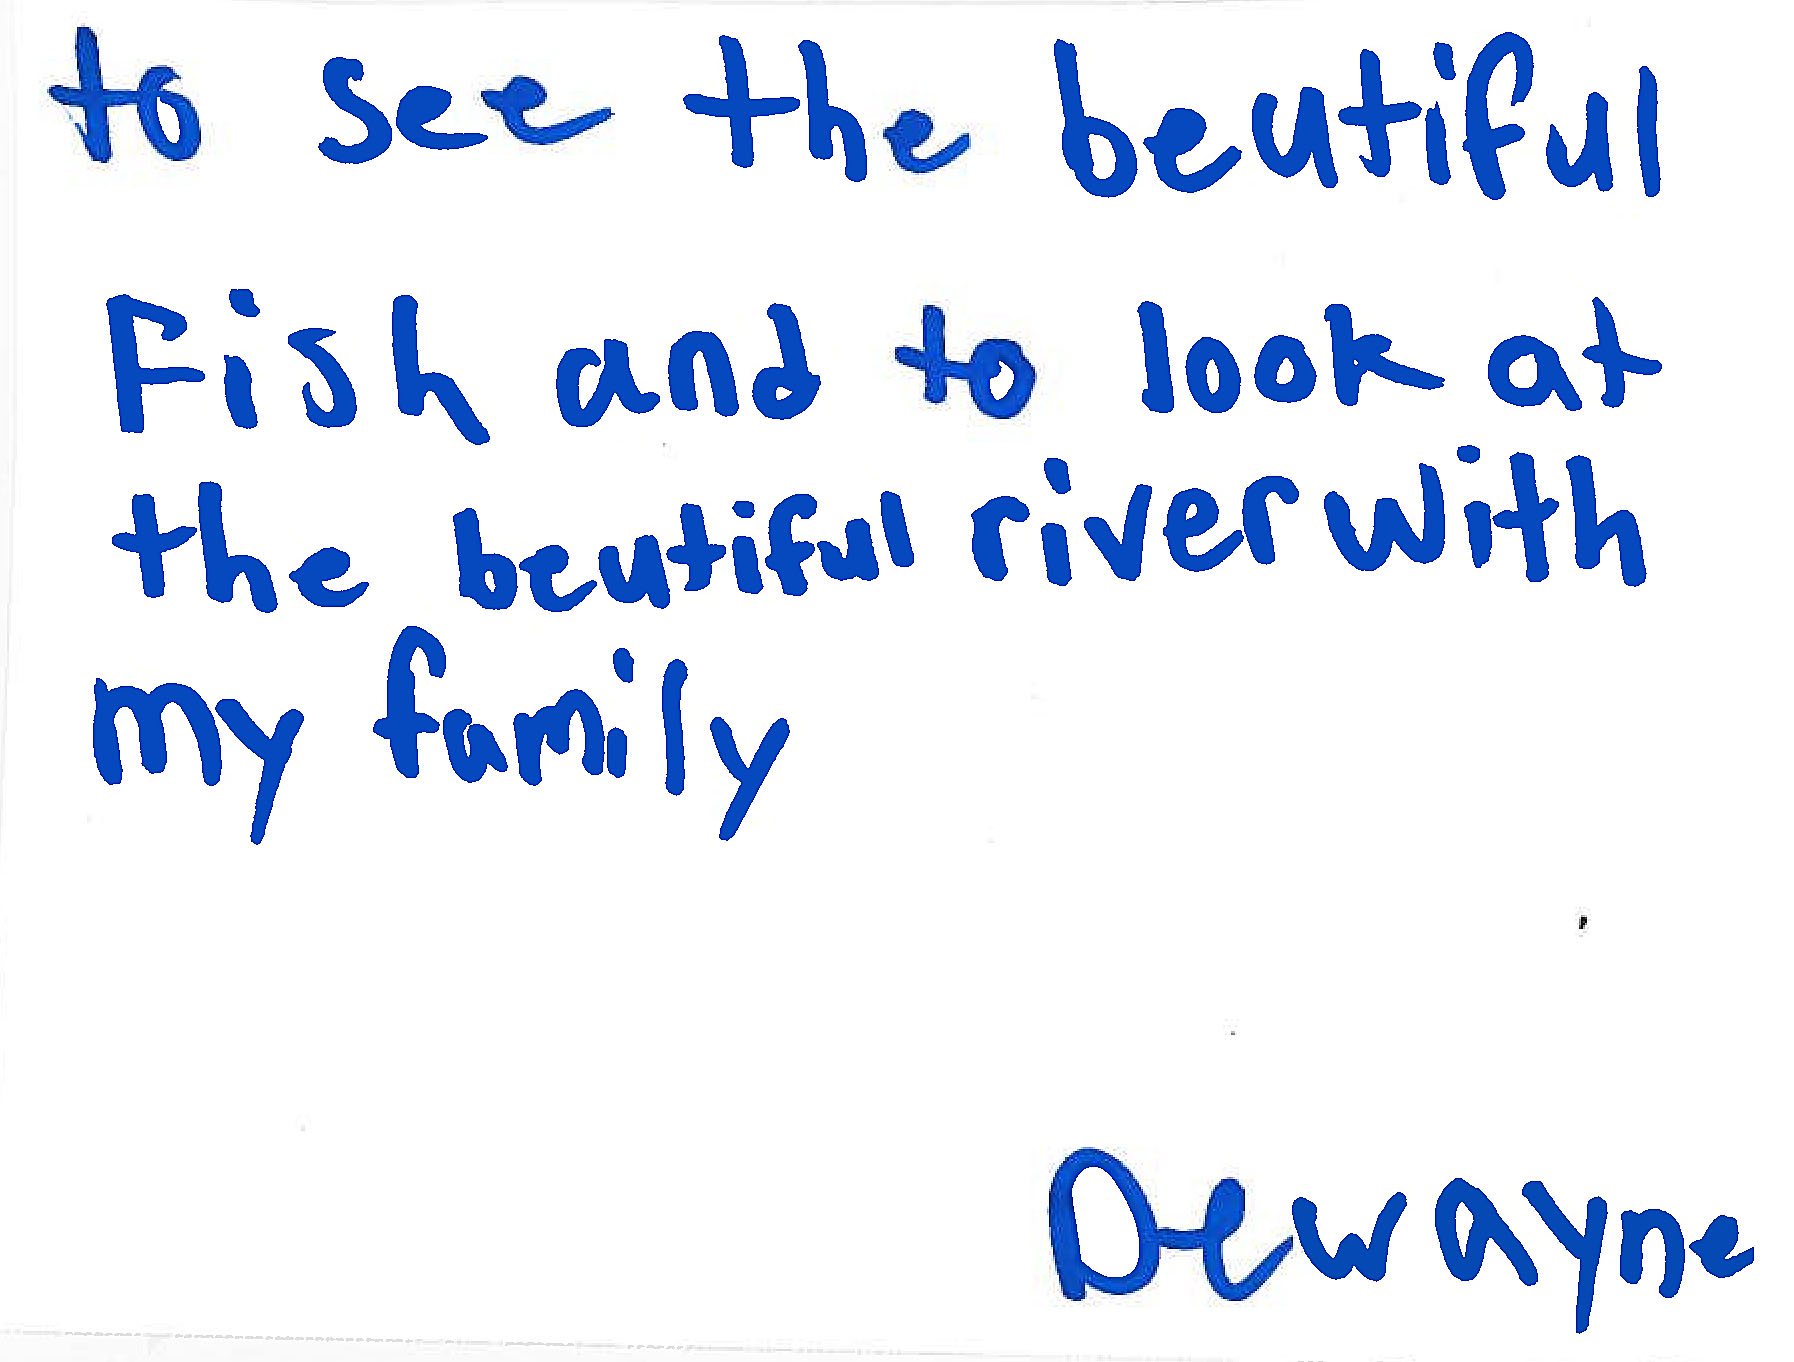 to see the beutiful
Fish and to look at
the beutiful river with
my family
Dewayne